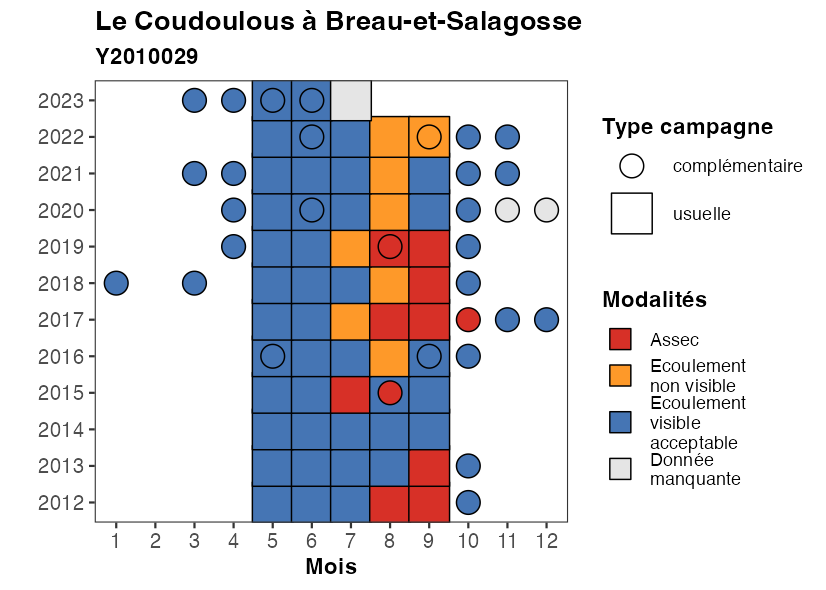 Le Coudoulous à Breau-et-Salagosse
Y2010029
2023
2022
2021
2020
2019
2018
2017
2016
2015
2014
2013
2012
1 2 3 4 5 6 7 8 9 10 11 12
Mois
Type campagne
complémentaire
usuelle
Modalités
Assec
Ecoulement
non visible
Ecoulement
visible
acceptable
Donnée
manquante